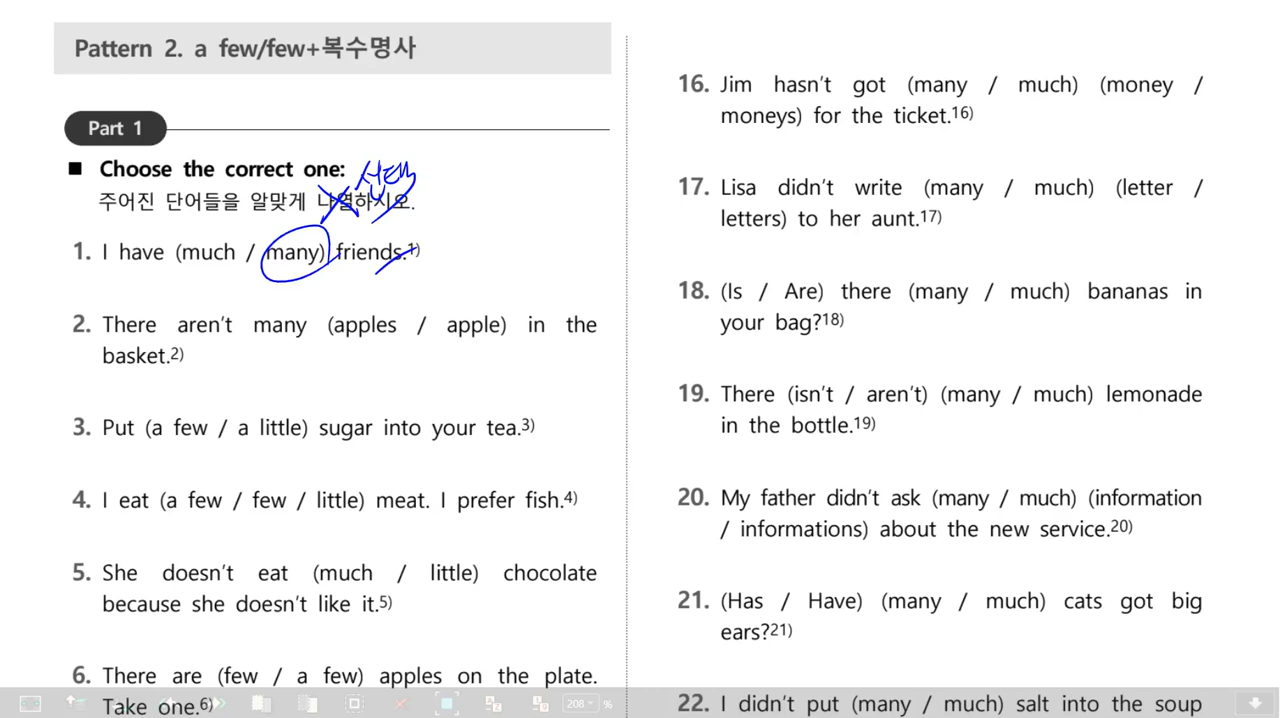 Pattern 2. a few/few+복수명사
Part 1
■ Choose the correct one:
선택
주어진 단어들을 알맞게 나열하시오.
1. I have (much / many) friends.1)
2. There aren't many (apples / apple) in the
basket.2)
3. Put (a few / a little) sugar into your tea.3)
4. I eat (a few / few / little) meat. I prefer fish.4)
5. She doesn't eat (much / little) chocolate
because she doesn't like it.5)
6. There are (few / a few) apples on the plate.
Take one.6)
16. Jim hasn't got (many / much) (money /
moneys) for the ticket.16)
17. Lisa didn't write (many / much) (letter /
letters) to her aunt.17)
18. (Is / Are) there (many / much) bananas in
your bag?18)
19. There (isn't / aren't) (many / much) lemonade
in the bottle.19)
20. My father didn't ask (many / much) (information
/ informations) about the new service.20)
21. (Has / Have) (many / much) cats got big
ears?21)
22. I didn't put (many / much) salt into the soup
208 %